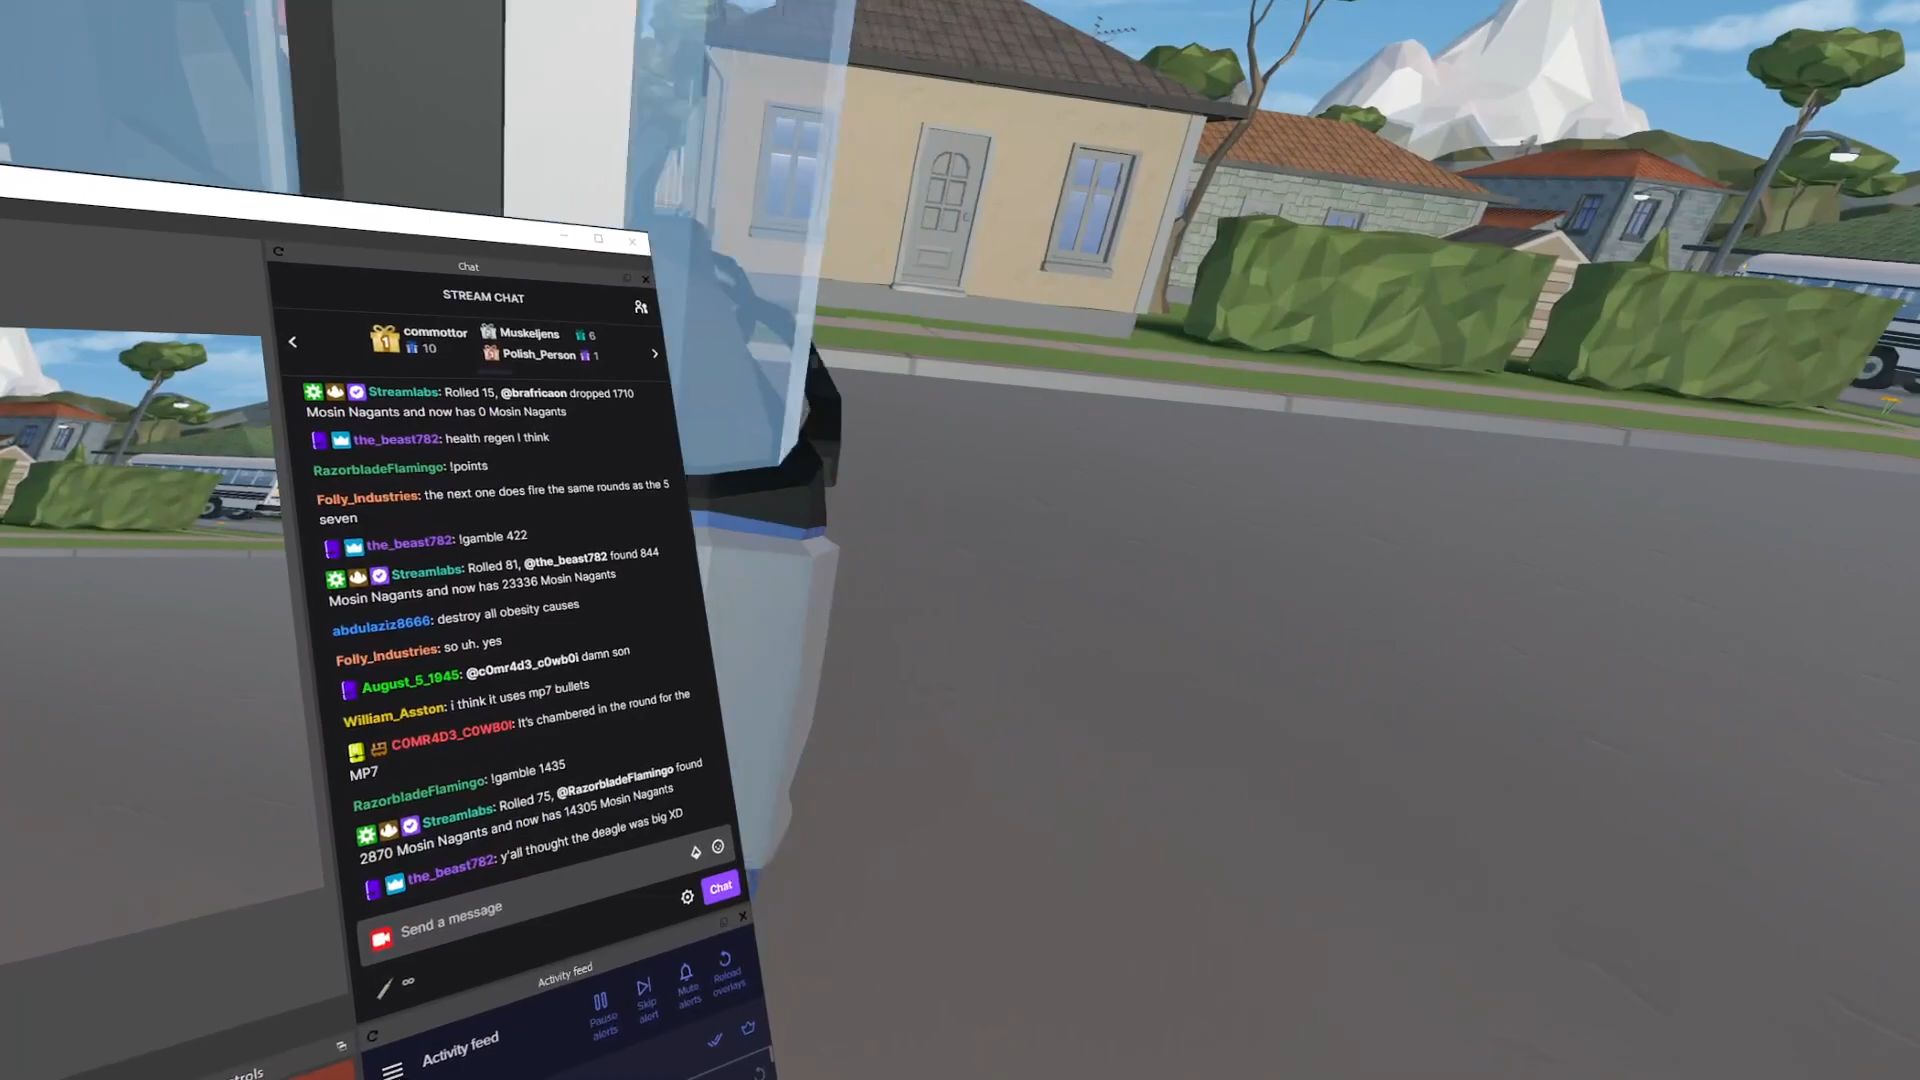 Chat
STREAM CHAT
commottor
10
Muskeljens 6
Polish_Person 1
Streamlabs: Rolled 15, @brafricaon dropped 1710
Mosin Nagants and now has 0 Mosin Nagants
the_beast782: health regen I think
RazorbladeFlamingo: !points
Folly_Industries: the next one does fire the same rounds as the 5
seven
the_beast782: !gamble 422
Streamlabs: Rolled 81, @the_beast782 found 844
Mosin Nagants and now has 23336 Mosin Nagants
abdulaziz8666: destroy all obesity causes
Folly_Industries: so uh. yes
August_5_1945: @c0mr4d3_c0wb0i damn son
William_Asston: i think it uses mp7 bullets
C0MR4D3_C0WB0I: It's chambered in the round for the
MP7
RazorbladeFlamingo: !gamble 1435
Streamlabs: Rolled 75, @RazorbladeFlamingo found
2870 Mosin Nagants and now has 14305 Mosin Nagants
the_beast782: y'all thought the deagle was big XD
Send a message
Chat
Activity feed
Activity feed
Pause
alerts
Skip
alert
Mute
alerts
Reload
overlays